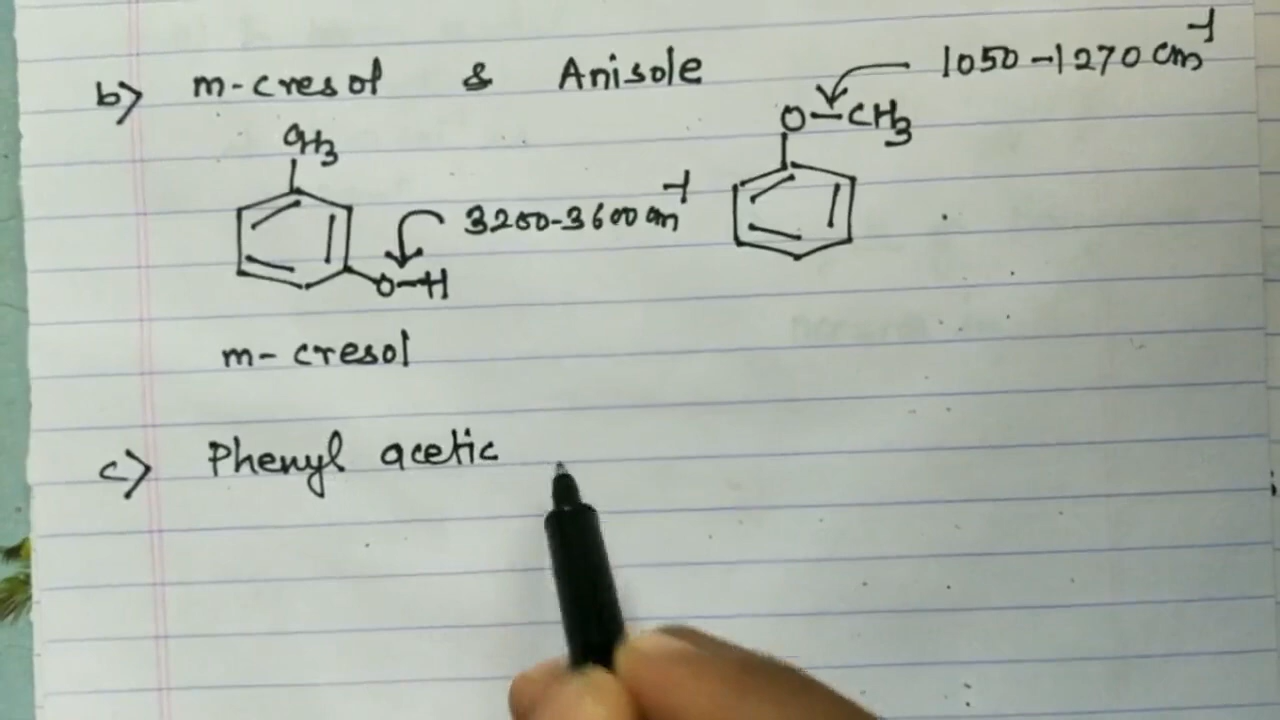 b) m-cresol & Anisole 1050-1270 cm⁻¹
CH3 O-CH3
3200-3600 cm⁻¹
O-H
m-cresol
c) Phenyl acetic